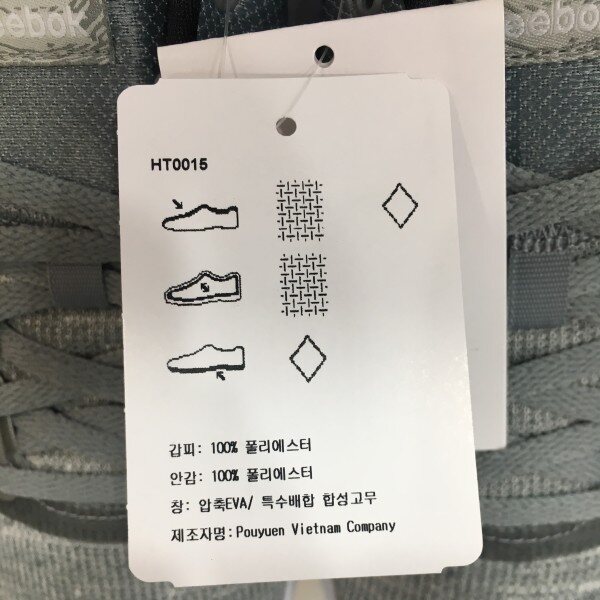 eebok
Reebok
HT0015
갑피: 100% 폴리에스터
안감: 100% 폴리에스터
창: 압축EVA/ 특수배합 합성고무
제조자명:Pouyuen Vietnam Company